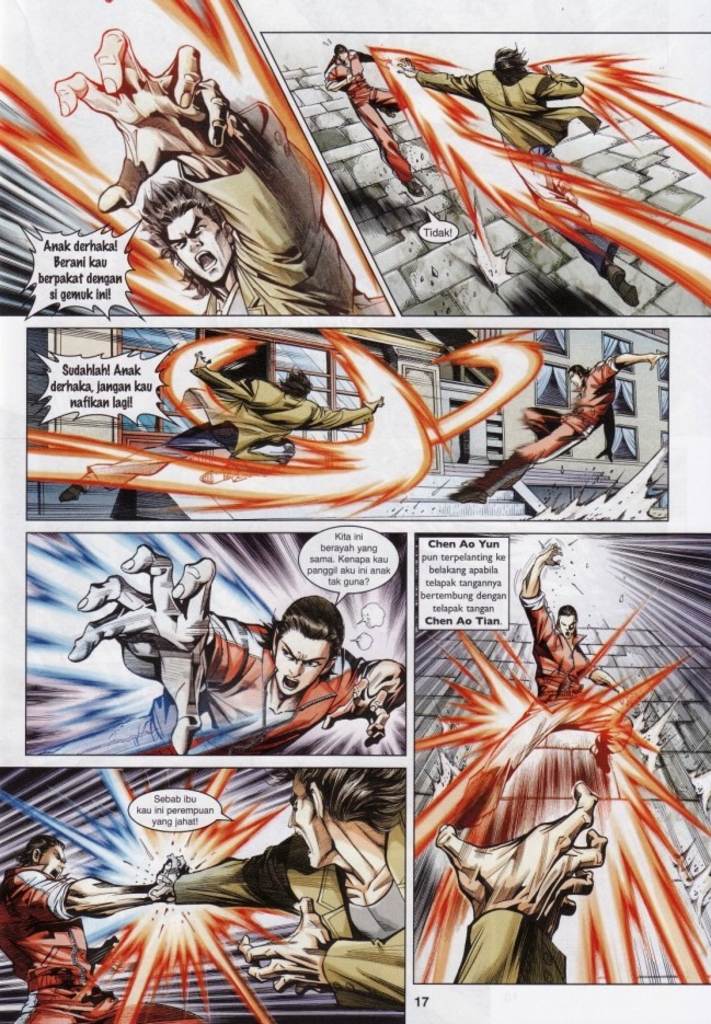 Anak derhaka!
Berani kau
berpakat dengan
si gemuk ini!
Tidak!
Sudahlah! Anak
derhaka, jangan kau
nafikan lagi!
Kita ini
berayah yang
sama. Kenapa kau
panggil aku ini anak
tak guna?
Chen Ao Yun
pun terpelanting ke
belakang apabila
telapak tangannya
bertembung dengan
telapak tangan
Chen Ao Tian.
Sebab ibu
kau ini perempuan
yang jahat!
17